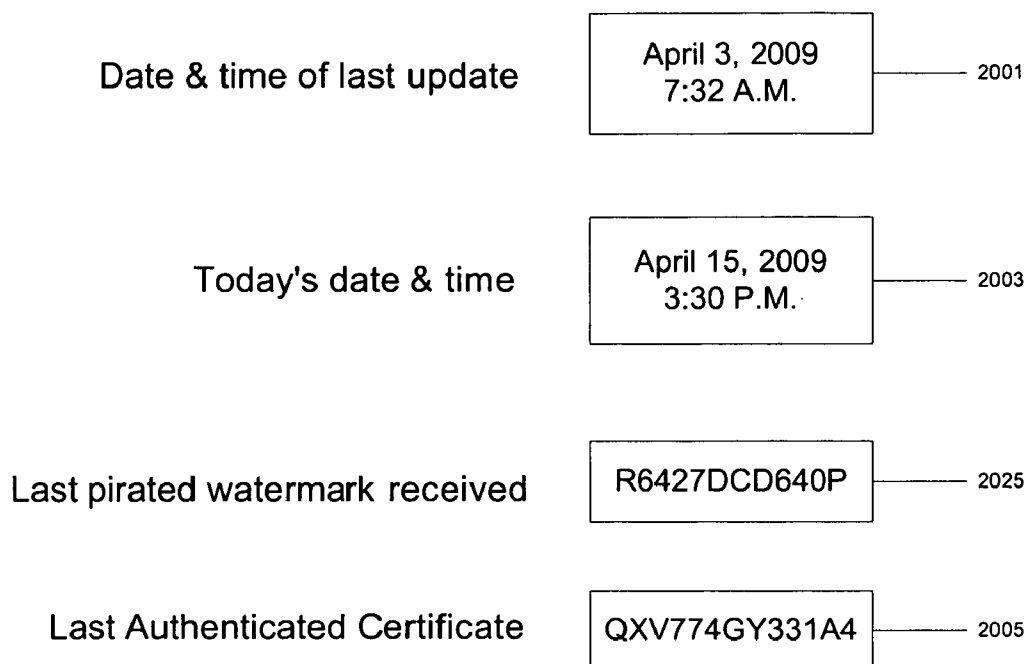 Date & time of last update
April 3, 2009
7:32 A.M.
2001
Today's date & time
April 15, 2009
3:30 P.M.
2003
Last pirated watermark received
R6427DCD640P
2025
Last Authenticated Certificate
QXV774GY331A4
2005